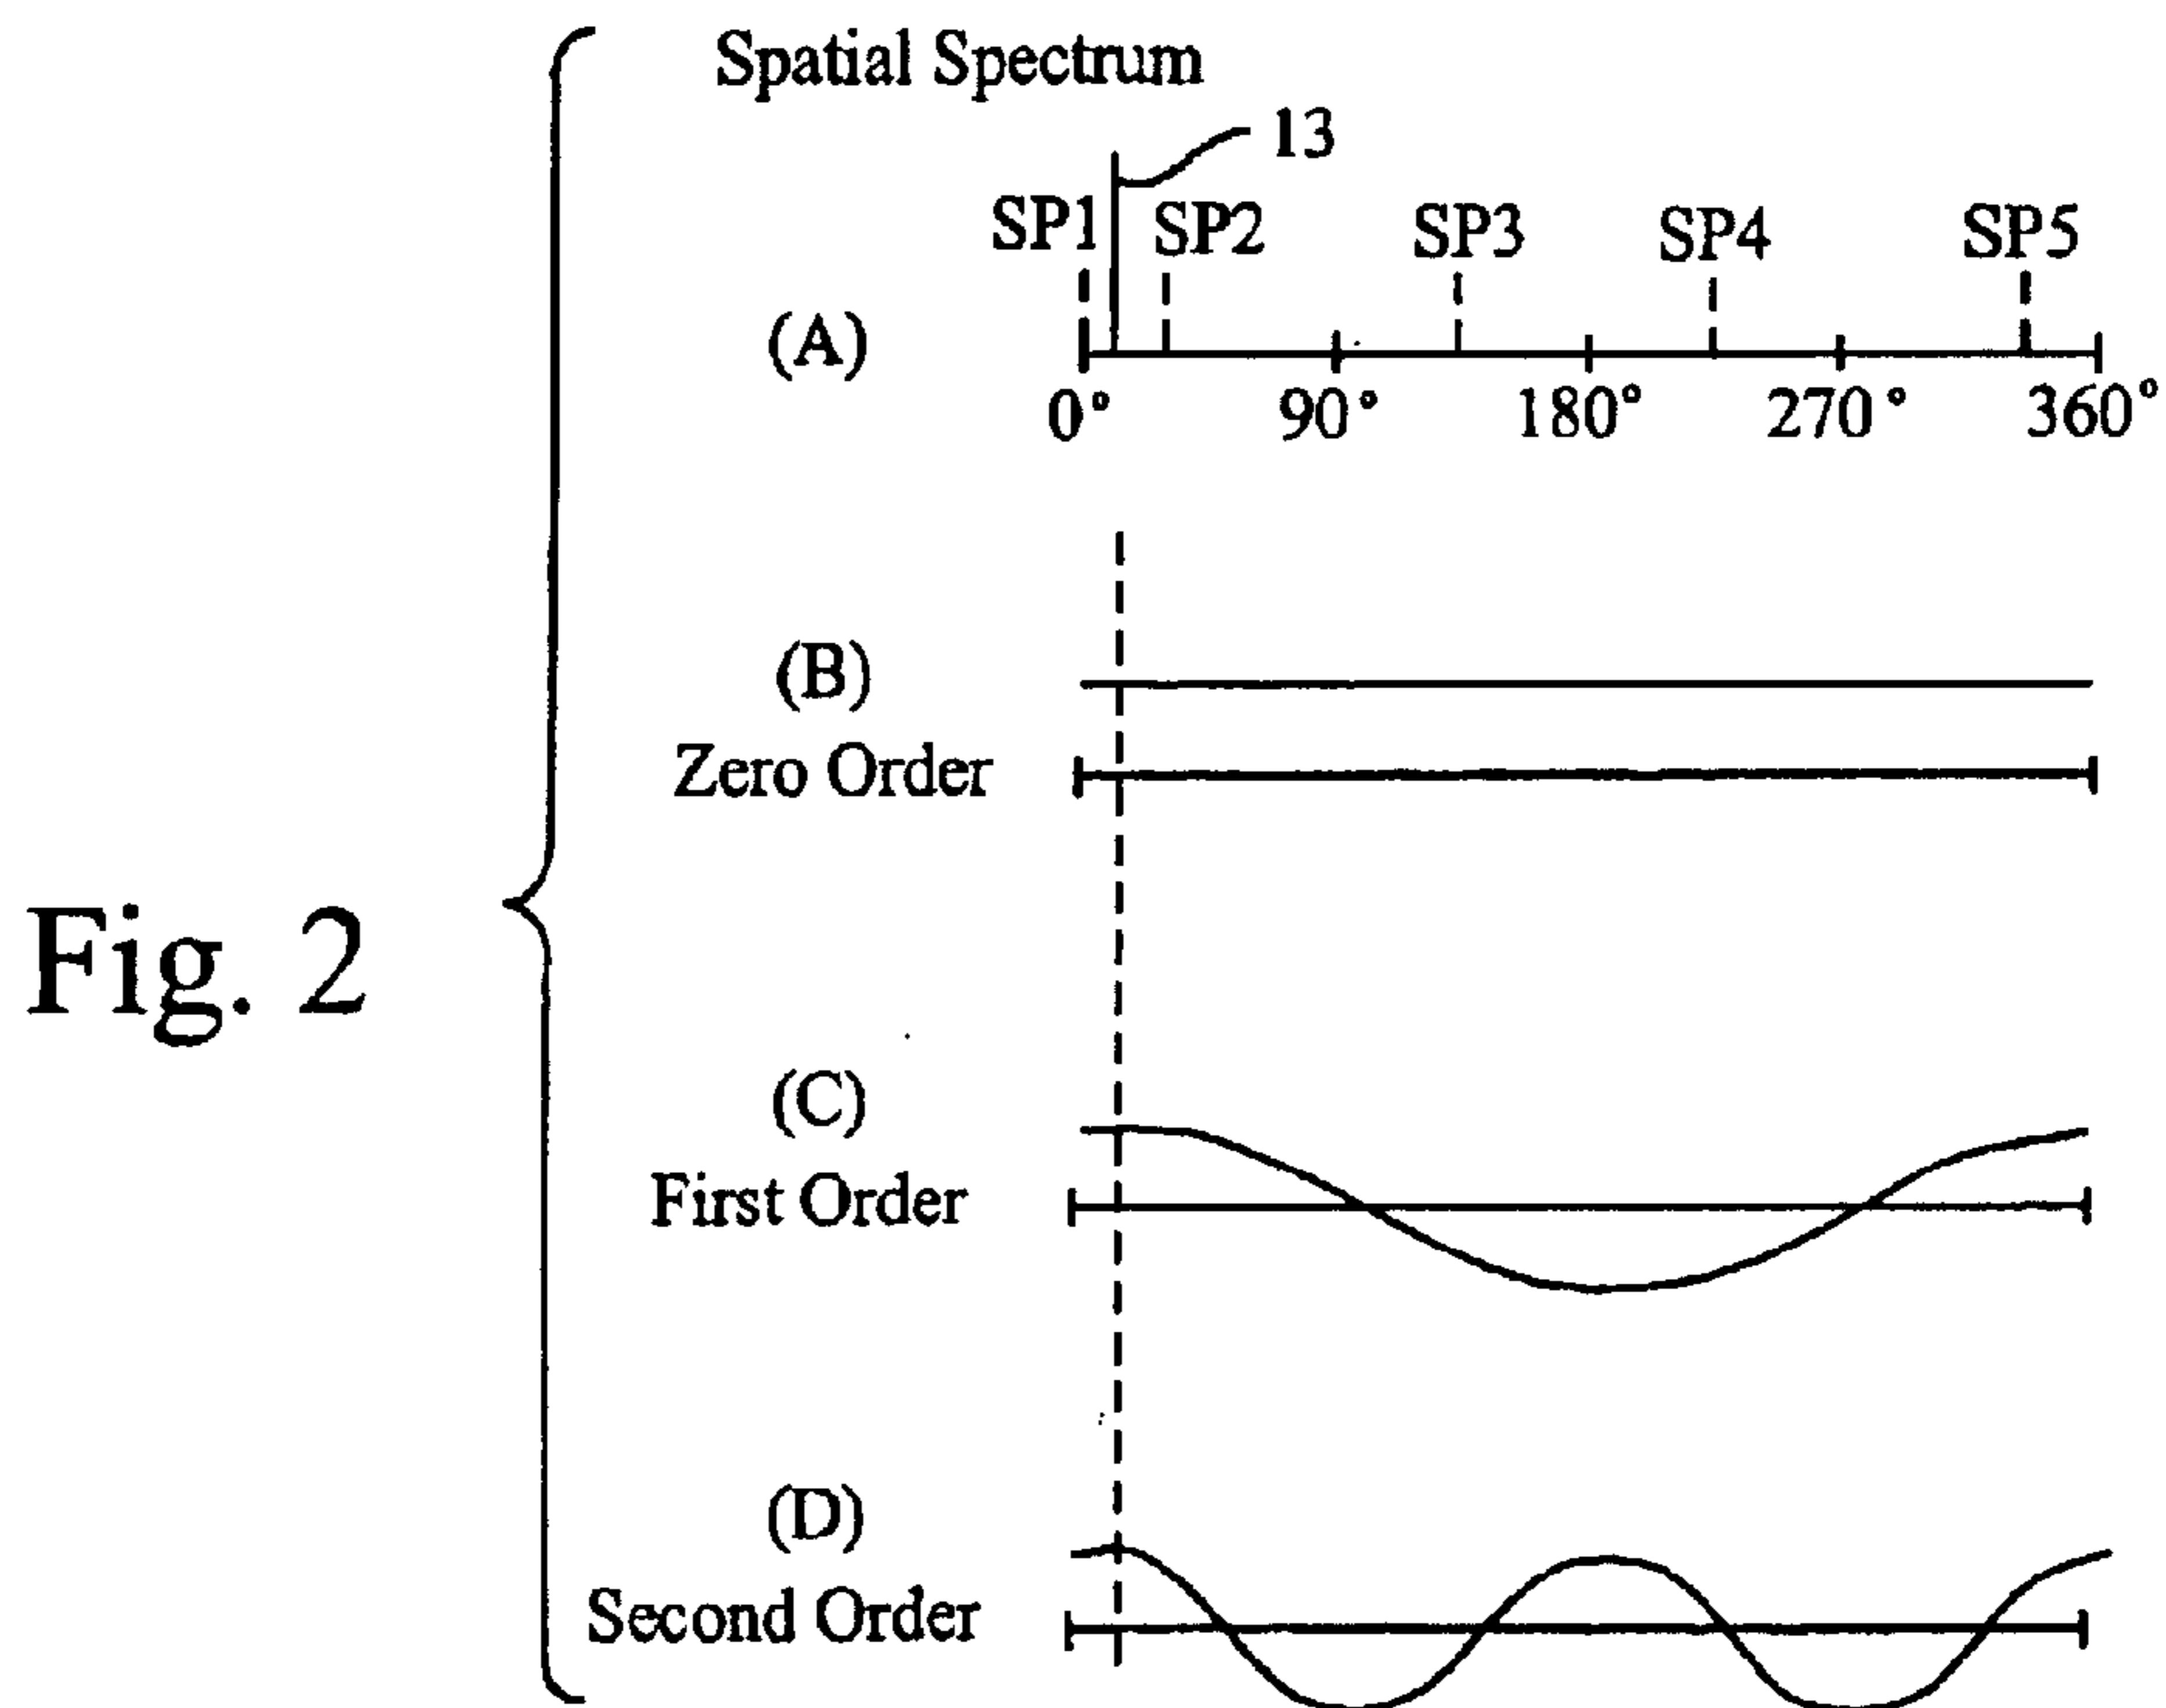 Spatial Spectrum
13
SP1 SP2 SP3 SP4 SP5
(A)
0° 90° 180° 270° 360°
(B)
Zero Order
Fig. 2
(C)
First Order
(D)
Second Order